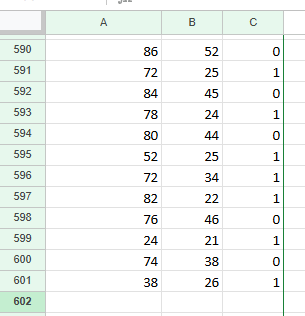 A B C
590 86 52 0
591 72 25 1
592 84 45 0
593 78 24 1
594 80 44 0
595 52 25 1
596 72 34 1
597 82 22 1
598 76 46 0
599 24 21 1
600 74 38 0
601 38 26 1
602